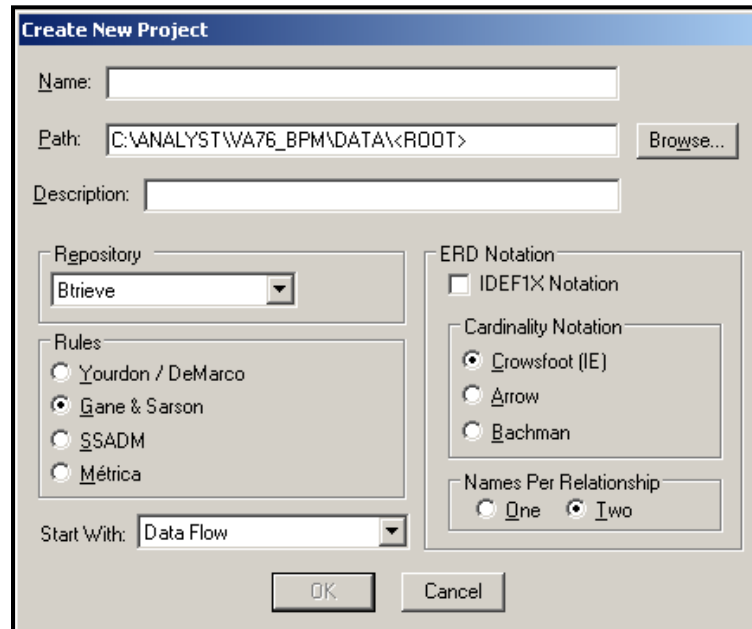 Create New Project
Name:
Path: C:\ANALYST\VA76_BPM\DATA\<ROOT> Browse...
Description:
Repository
Btrieve
Rules
Yourdon / DeMarco
Gane & Sarson
SSADM
Métrica
Start With: Data Flow
ERD Notation
IDEF1X Notation
Cardinality Notation
Crowsfoot (IE)
Arrow
Bachman
Names Per Relationship
One Two
OK Cancel